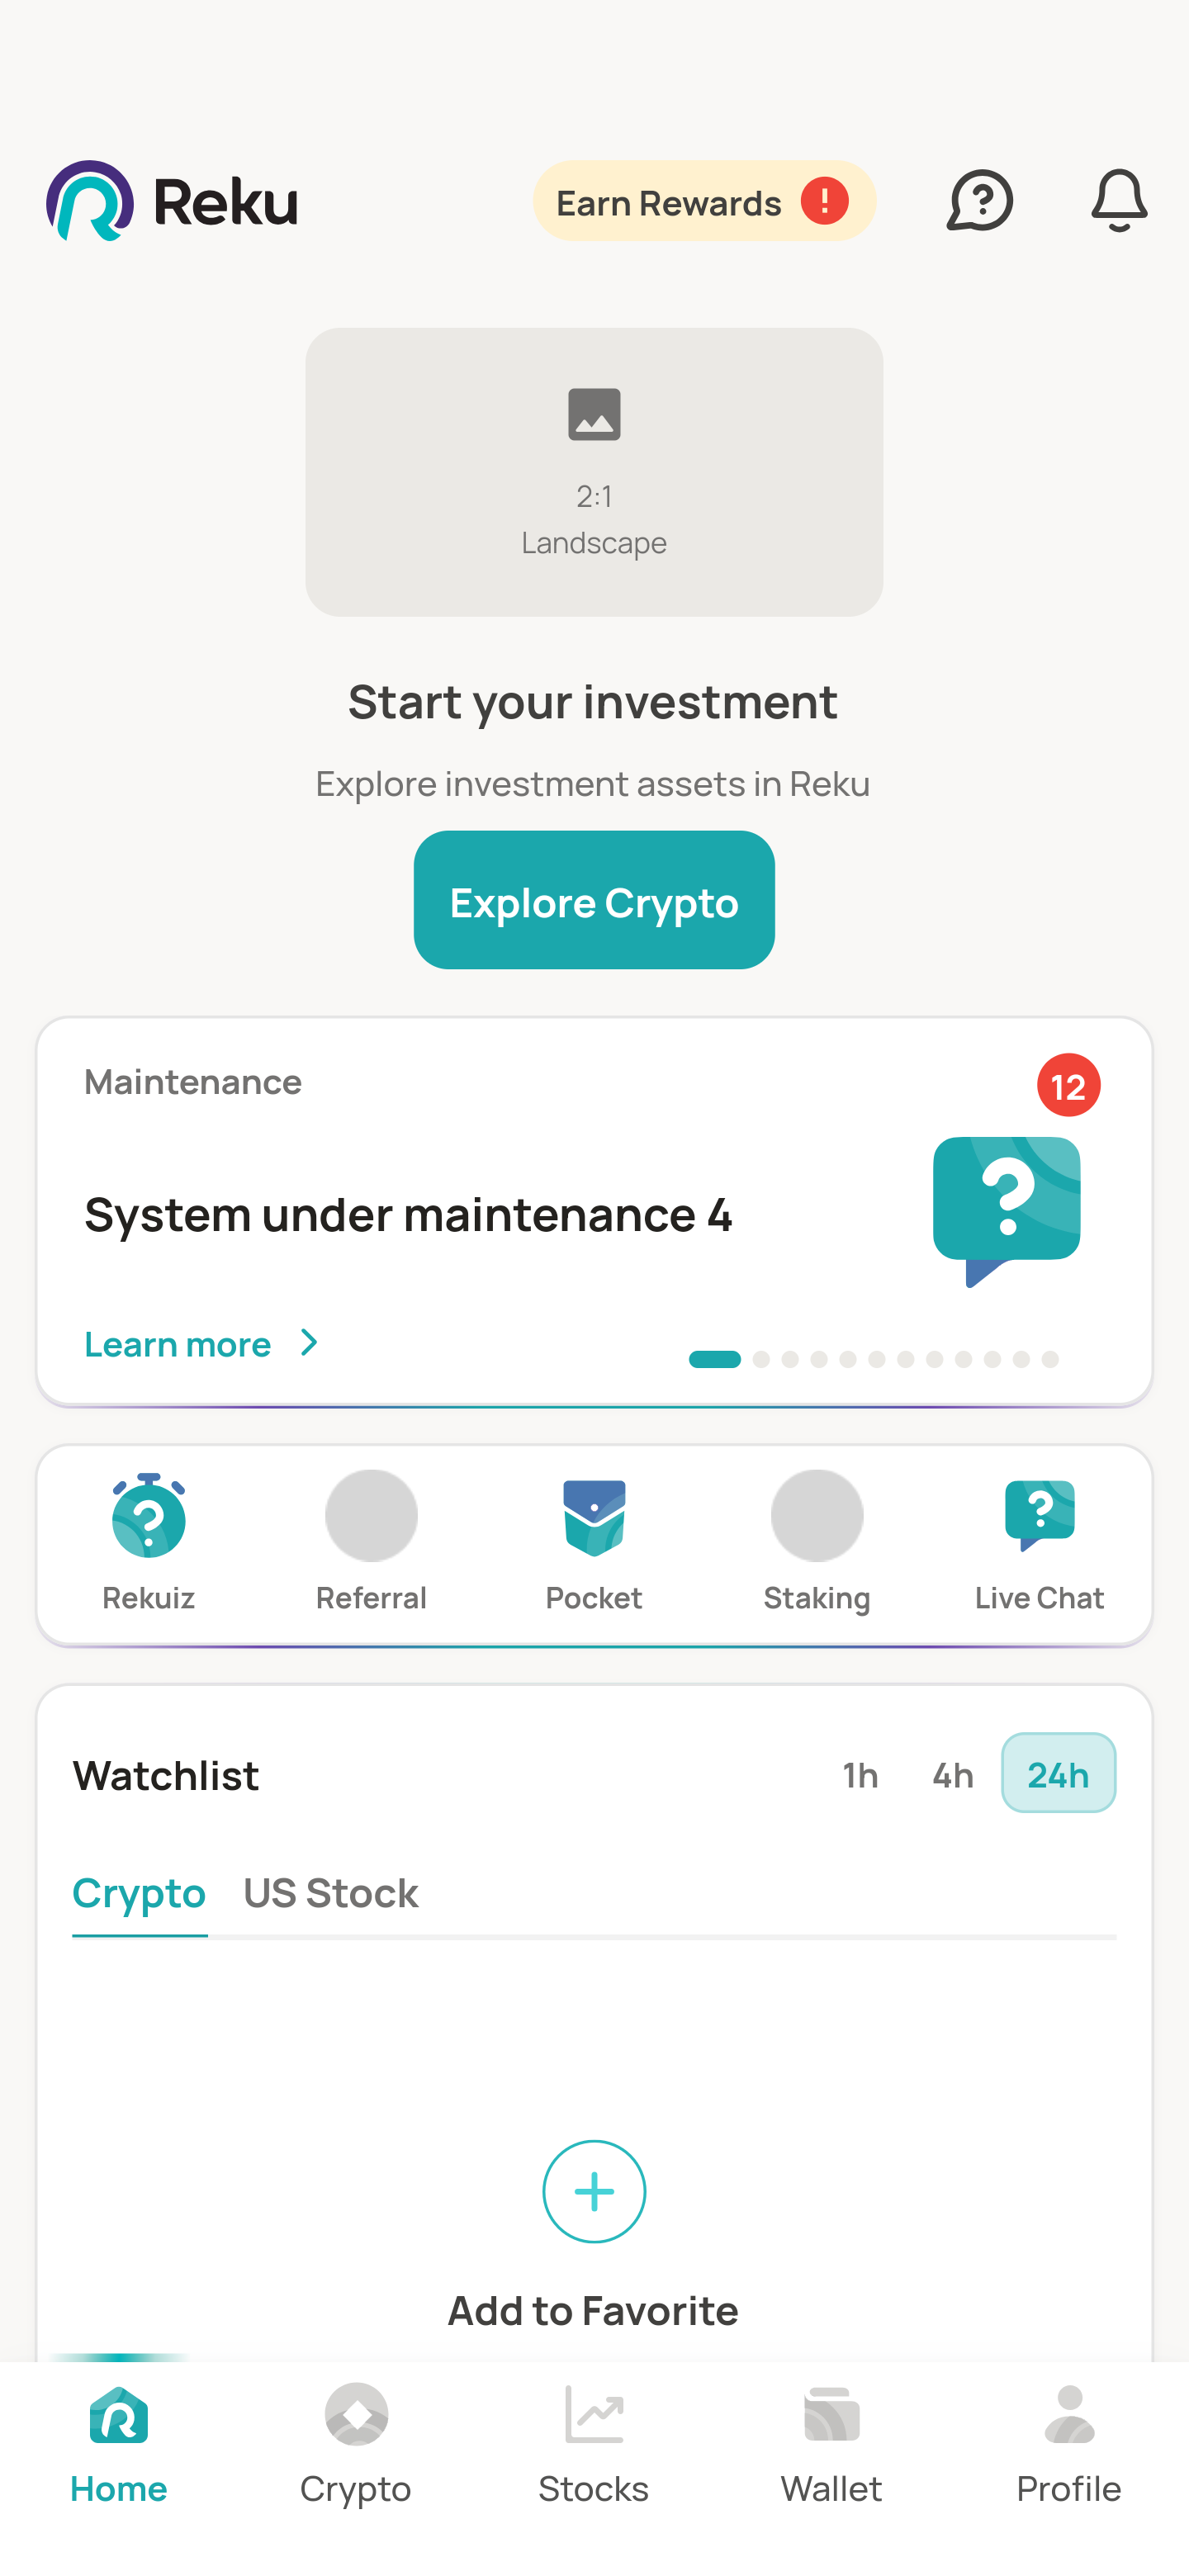 Reku
Earn Rewards !
2:1
Landscape
Start your investment
Explore investment assets in Reku
Explore Crypto
Maintenance
12
System under maintenance 4
?
Learn more
? ?
Rekuiz Referral Pocket Staking Live Chat
Watchlist 1h 4h 24h
Crypto US Stock
Add to Favorite
Home Crypto Stocks Wallet Profile